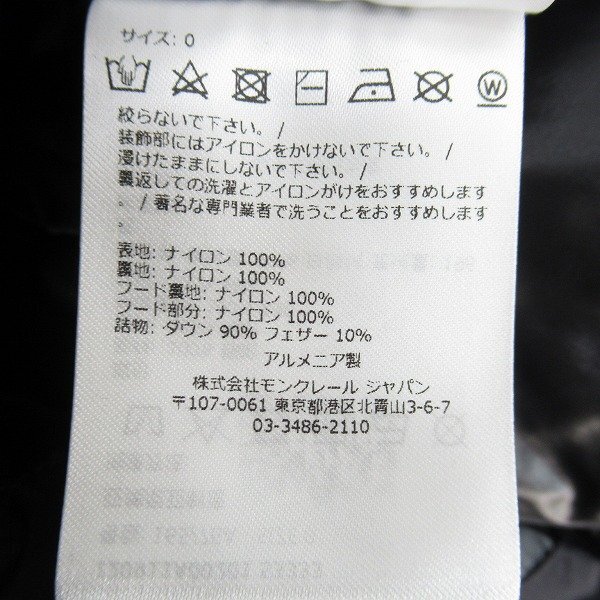 サイズ: 0
W
絞らないで下さい。/
装飾部にはアイロンをかけないで下さい。/
浸けたままにしないで下さい。/
裏返しての洗濯とアイロンがけをおすすめします
。/ 著名な専門業者で洗うことをおすすめします
。
表地: ナイロン 100%
裏地: ナイロン 100%
フード裏地: ナイロン 100%
フード部分: ナイロン 100%
詰物: ダウン 90% フェザー 10%
アルメニア製
株式会社モンクレール ジャパン
〒107-0061 東京都港区北青山3-6-7
03-3486-2110